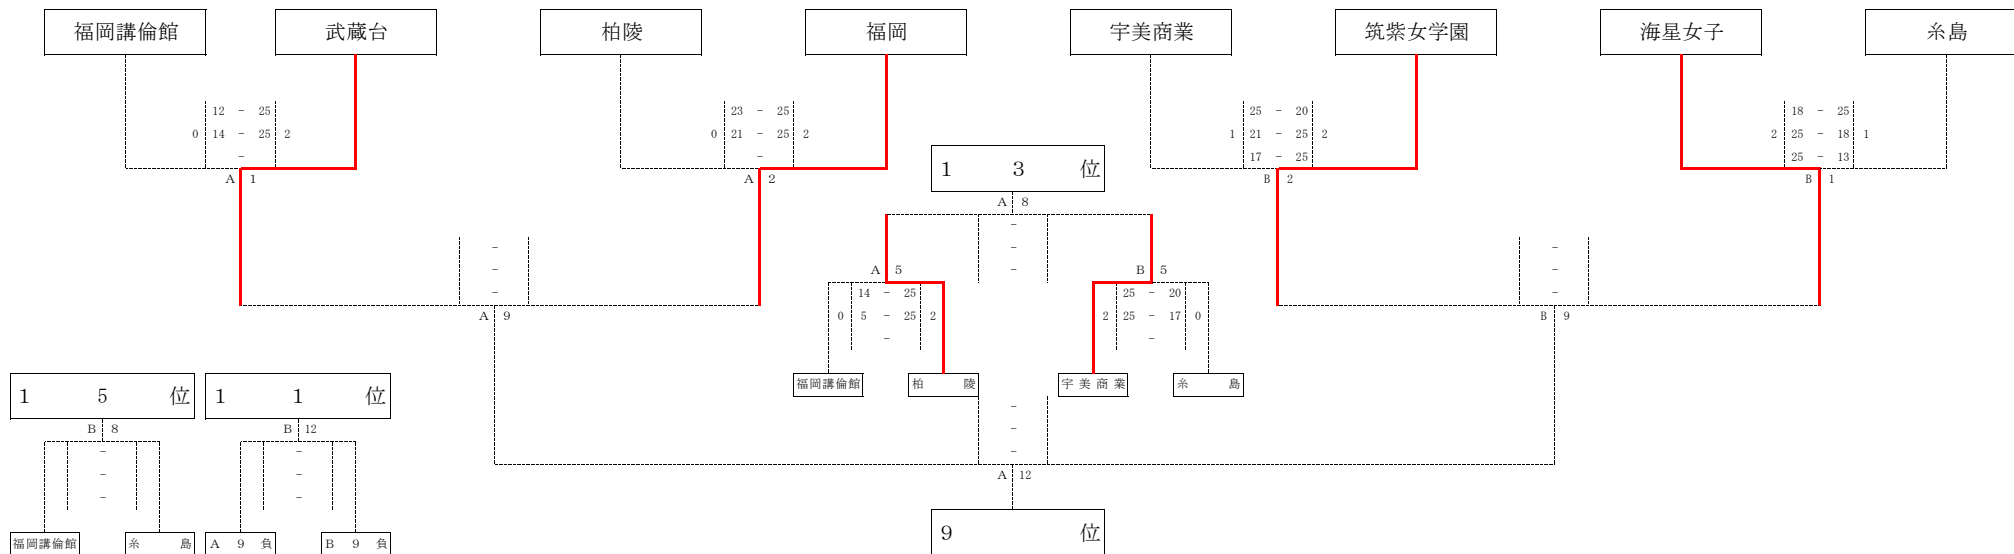 福岡講倫館 武蔵台 柏陵 福岡 宇美商業 筑紫女学園 海星女子 糸島
12 - 25 23 - 25 25 - 20 18 - 25
0 14 - 25 2 0 21 - 25 2 1 21 - 25 2 2 25 - 18 1
- - 17 - 25 25 - 13
1 3 位
A 1 A 2 B 2 B 1
A 8
-
- - -
- A 5 - B 5 -
- 14 - 25 25 - 20 -
A 9 0 5 - 25 2 2 25 - 17 0 B 9
- -
福岡講倫館 柏 陵 宇美商業 糸 島
1 5 位 1 1 位
-
B 8 B 12 -
- - -
- - A 12
- -
9 位
福岡講倫館 糸 島 A 9 負 B 9 負